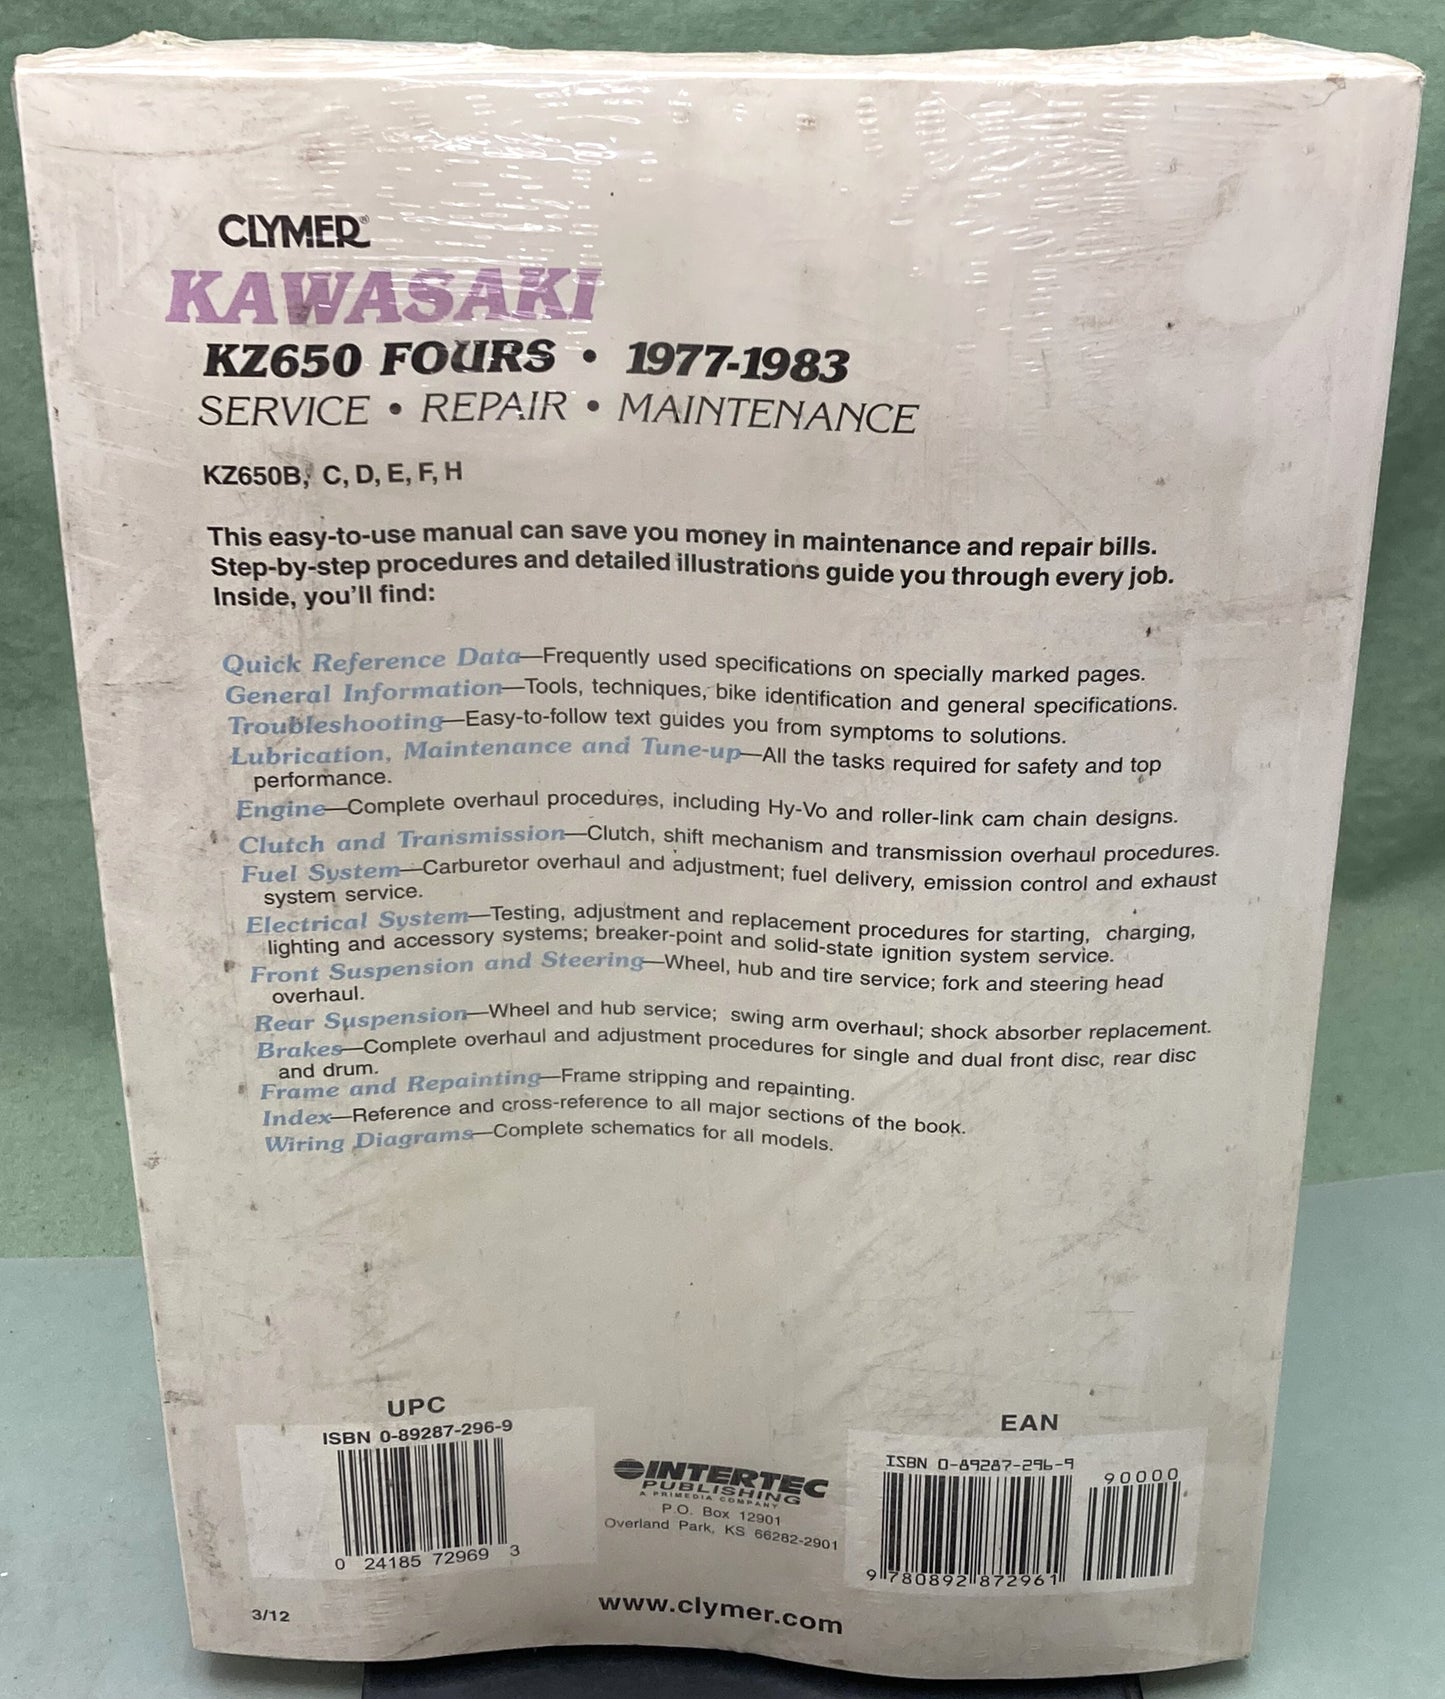 CLYMER®
KAWASAKI
KZ650 FOURS • 1977-1983
SERVICE • REPAIR • MAINTENANCE
KZ650B, C, D, E, F, H
This easy-to-use manual can save you money in maintenance and repair bills.
Step-by-step procedures and detailed illustrations guide you through every job.
Inside, you'll find:
Quick Reference Data—Frequently used specifications on specially marked pages.
General Information—Tools, techniques, bike identification and general specifications.
Troubleshooting—Easy-to-follow text guides you from symptoms to solutions.
Lubrication, Maintenance and Tune-up—All the tasks required for safety and top
performance.
Engine—Complete overhaul procedures, including Hy-Vo and roller-link cam chain designs.
Clutch and Transmission—Clutch, shift mechanism and transmission overhaul procedures.
Fuel System—Carburetor overhaul and adjustment; fuel delivery, emission control and exhaust
system service.
Electrical System—Testing, adjustment and replacement procedures for starting, charging,
lighting and accessory systems; breaker-point and solid-state ignition system service.
Front Suspension and Steering—Wheel, hub and tire service; fork and steering head
overhaul.
Rear Suspension—Wheel and hub service; swing arm overhaul; shock absorber replacement.
Brakes—Complete overhaul and adjustment procedures for single and dual front disc, rear disc
and drum.
Frame and Repainting—Frame stripping and repainting.
Index—Reference and cross-reference to all major sections of the book.
Wiring Diagrams—Complete schematics for all models.
UPC
ISBN 0-89287-296-9
0 24185 72969 3
3/12
INTERTEC
PUBLISHING
A PRIMEDIA COMPANY
P.O. Box 12901
Overland Park, KS 66282-2901
www.clymer.com
EAN
ISBN 0-89287-296-9
90000
9 780892 872961